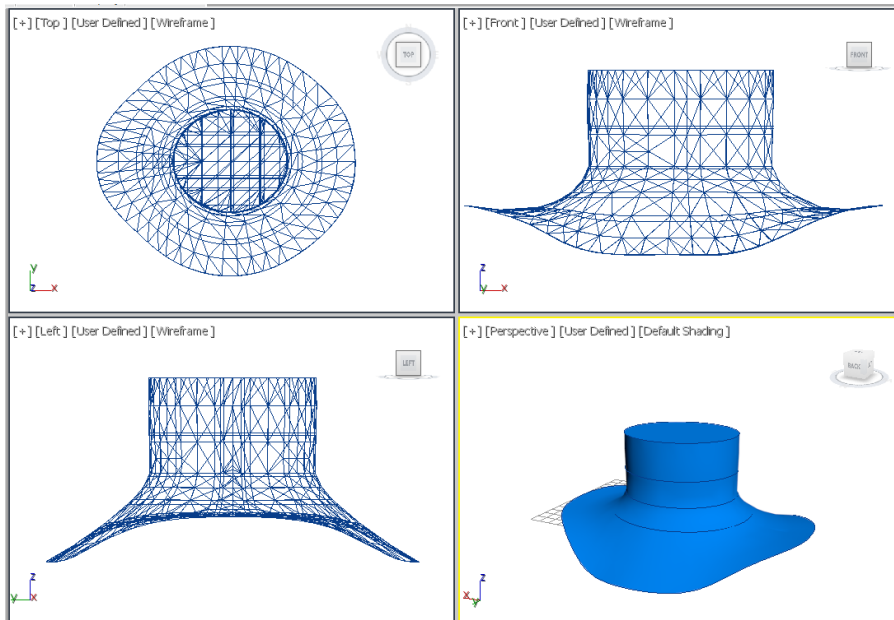 [+] [Top] [User Defined] [Wireframe]
TOP
y
z x
[+] [Front] [User Defined] [Wireframe]
FRONT
z
y x
[+] [Left] [User Defined] [Wireframe]
LEFT
z
y x
[+] [Perspective] [User Defined] [Default Shading]
BACK
z
x y